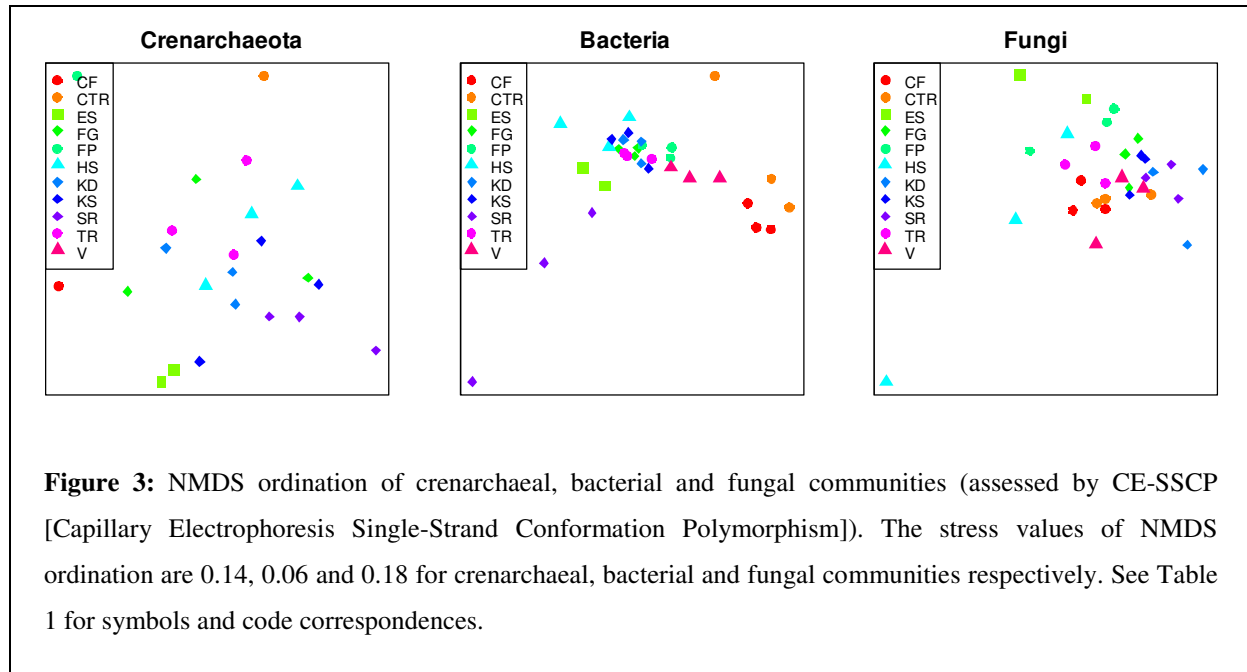 Crenarchaeota
CF
CTR
ES
FG
FP
HS
KD
KS
SR
TR
V
Bacteria
CF
CTR
ES
FG
FP
HS
KD
KS
SR
TR
V
Fungi
CF
CTR
ES
FG
FP
HS
KD
KS
SR
TR
V
Figure 3: NMDS ordination of crenarchaeal, bacterial and fungal communities (assessed by CE-SSCP
[Capillary Electrophoresis Single-Strand Conformation Polymorphism]). The stress values of NMDS
ordination are 0.14, 0.06 and 0.18 for crenarchaeal, bacterial and fungal communities respectively. See Table
1 for symbols and code correspondences.